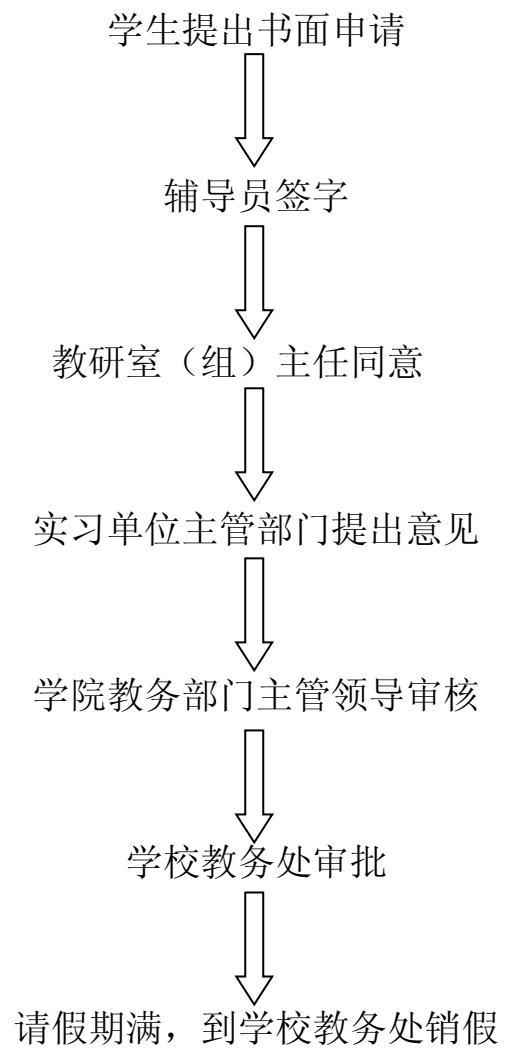 学生提出书面申请
辅导员签字
教研室（组）主任同意
实习单位主管部门提出意见
学院教务部门主管领导审核
学校教务处审批
请假期满，到学校教务处销假